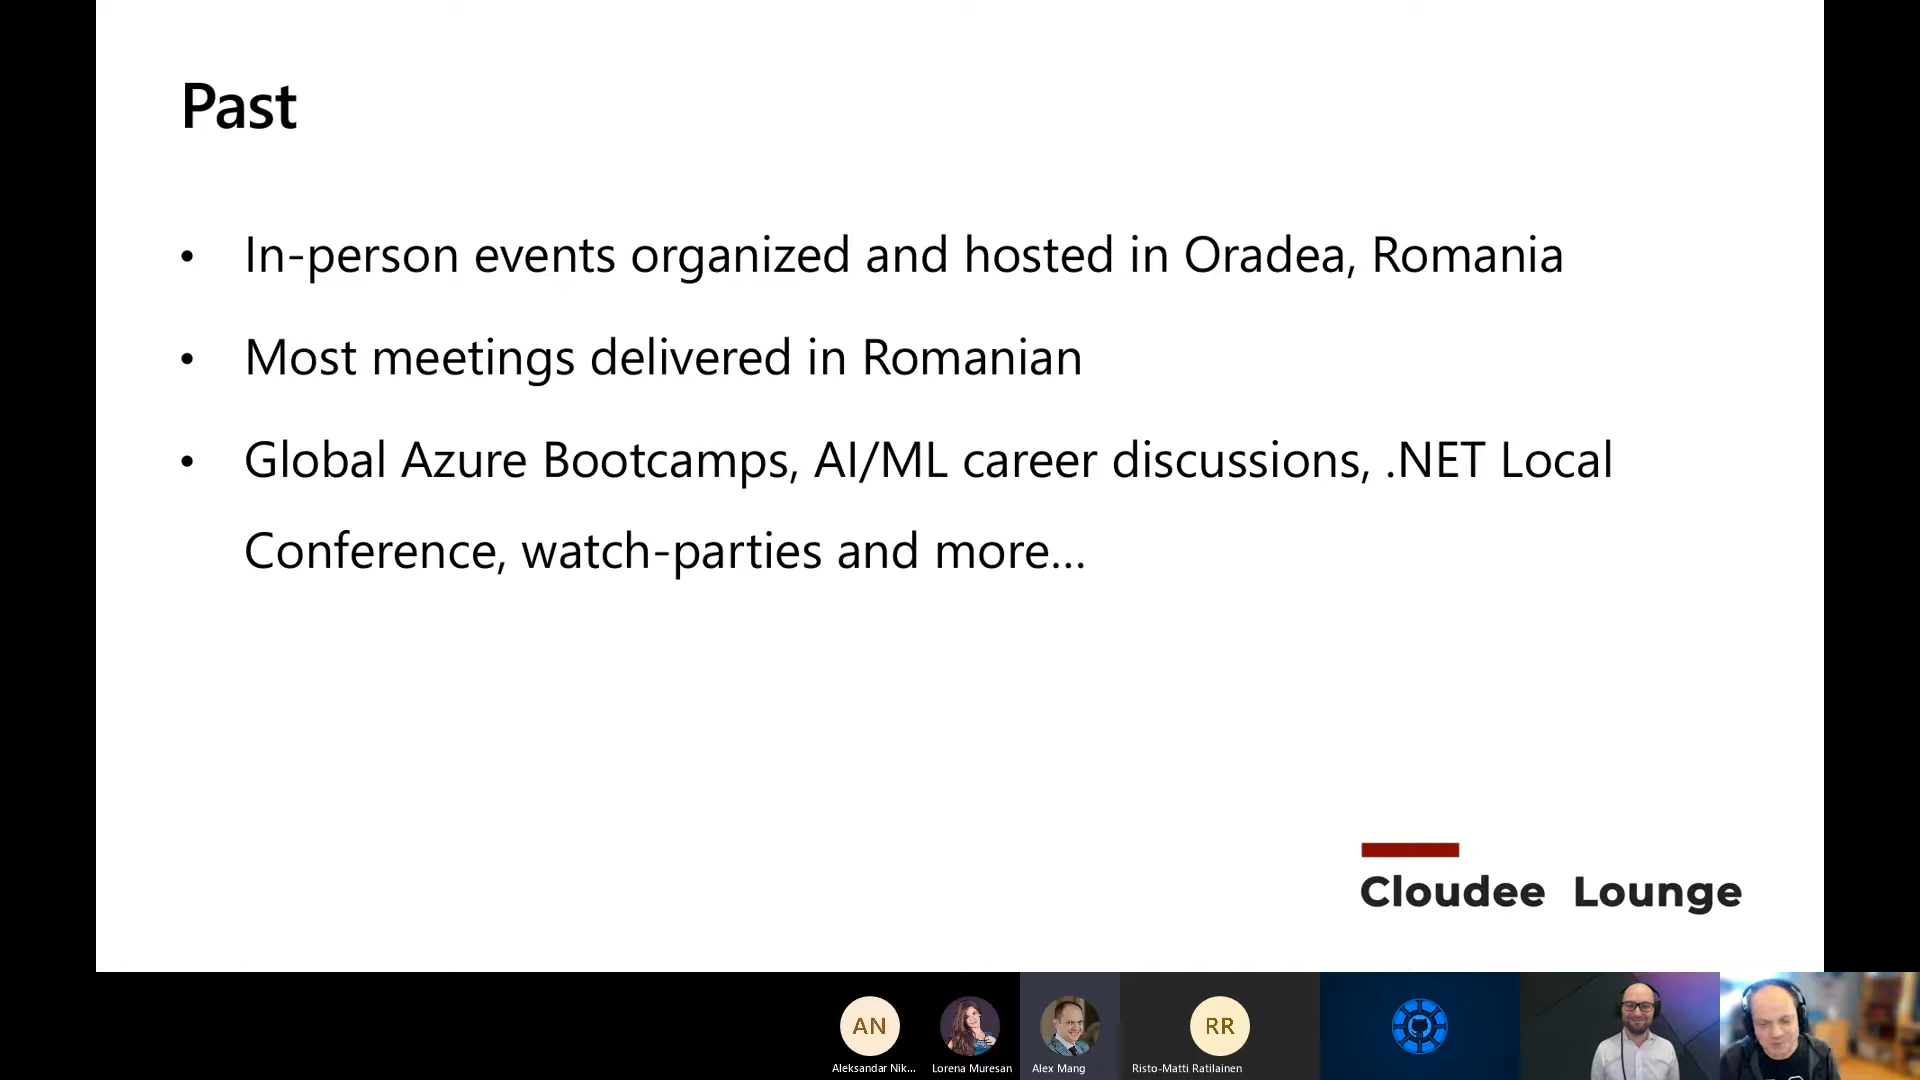 Past
• In-person events organized and hosted in Oradea, Romania
• Most meetings delivered in Romanian
• Global Azure Bootcamps, AI/ML career discussions, .NET Local
Conference, watch-parties and more...
Cloudee Lounge
AN
RR
Aleksandar Nik...
Lorena Muresan
Alex Mang
Risto-Matti Ratilainen